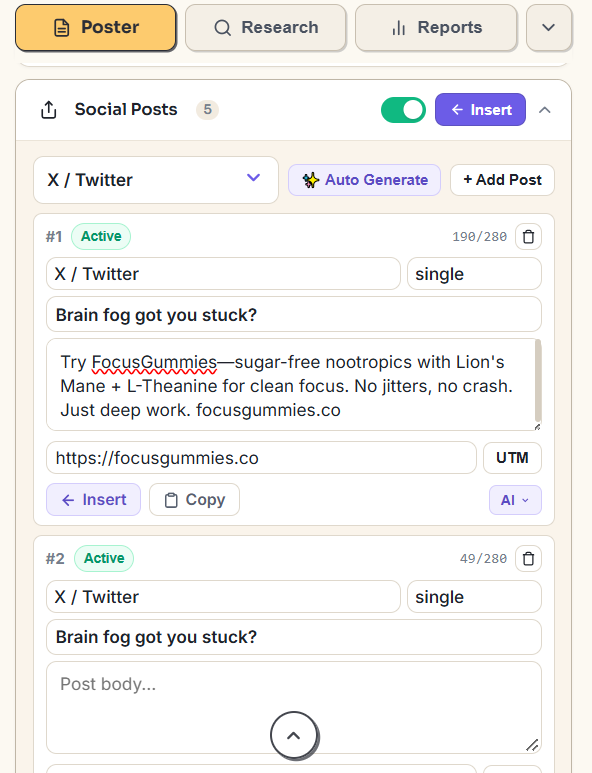 Poster
Research
Reports
Social Posts 5
Insert
X / Twitter
Auto Generate
+ Add Post
#1 Active 190/280
X / Twitter single
Brain fog got you stuck?
Try FocusGummies—sugar-free nootropics with Lion's
Mane + L-Theanine for clean focus. No jitters, no crash.
Just deep work. focusgummies.co
https://focusgummies.co UTM
Insert Copy AI
#2 Active 49/280
X / Twitter single
Brain fog got you stuck?
Post body...